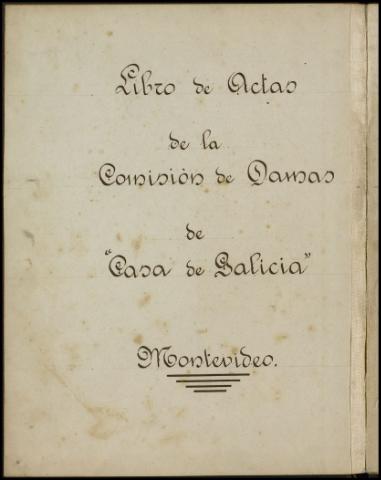 Libro de Actas
de la
Comisión de Damas
de
"Casa de Galicia"
Montevideo.